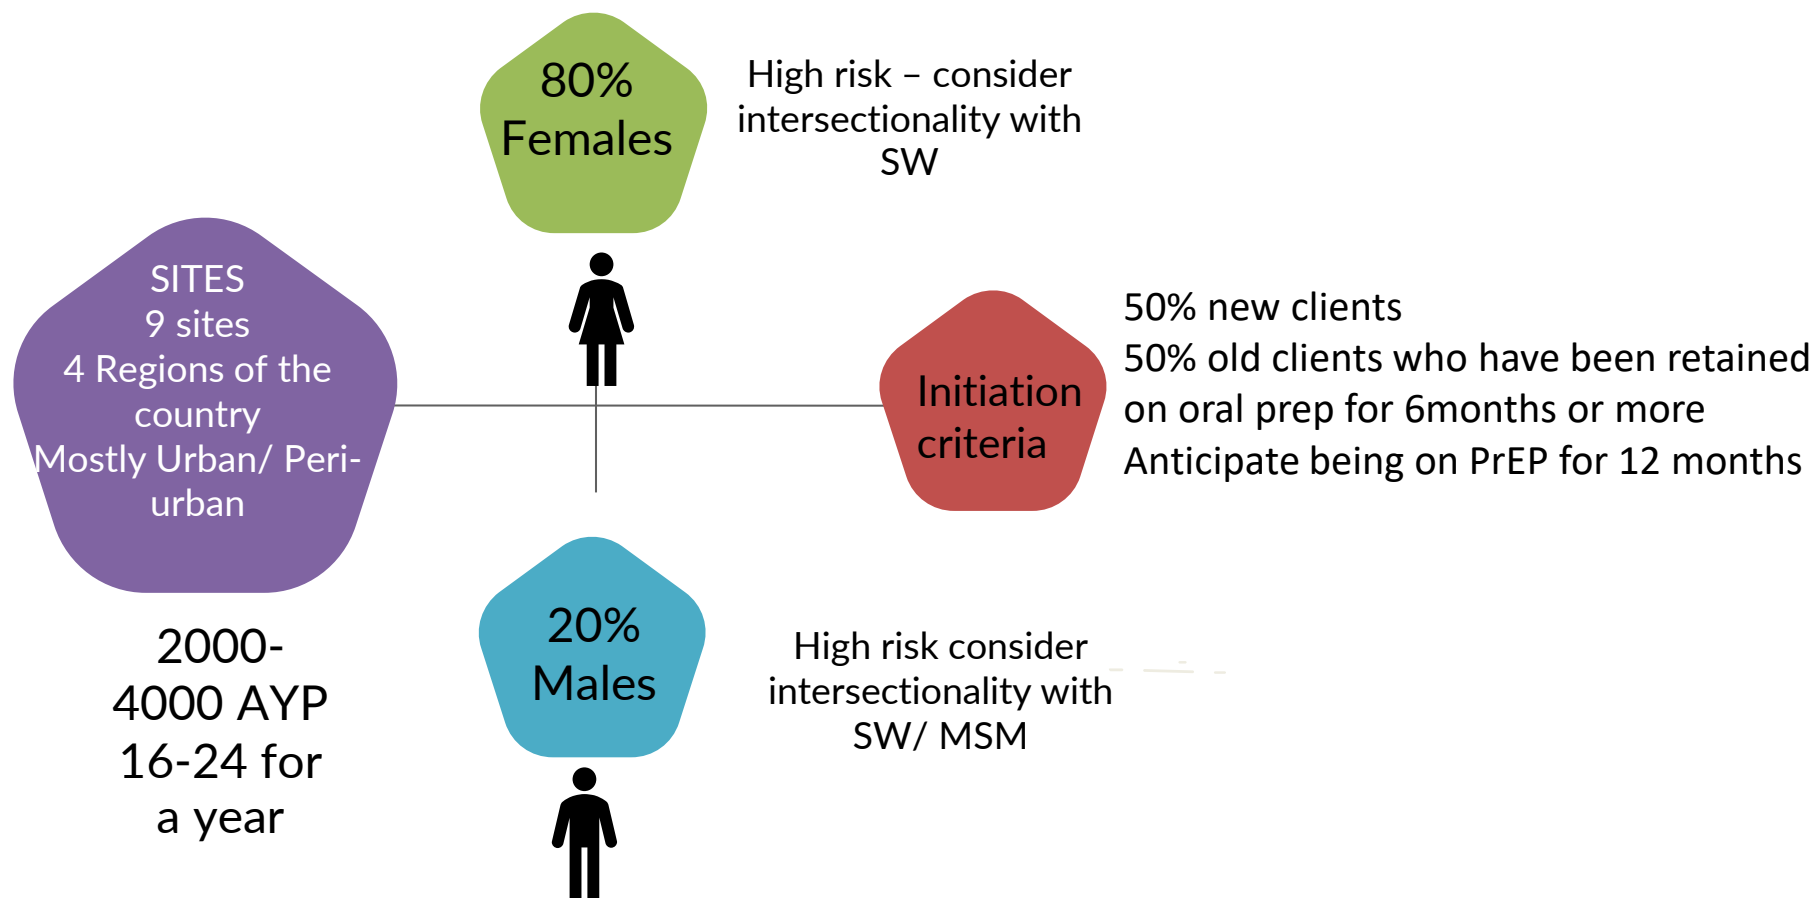 80%
Females
High risk – consider
intersectionality with
SW
SITES
9 sites
4 Regions of the
country
Mostly Urban/ Peri-
urban
2000-
4000 AYP
16-24 for
a year
Initiation
criteria
50% new clients
50% old clients who have been retained
on oral prep for 6months or more
Anticipate being on PrEP for 12 months
20%
Males
High risk consider
intersectionality with
SW/ MSM